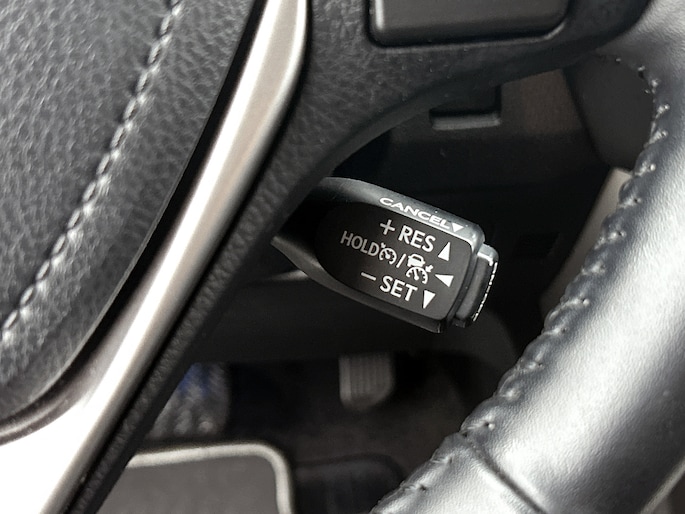 CANCEL▼
+ RES ▲
HOLD /
− SET ▼